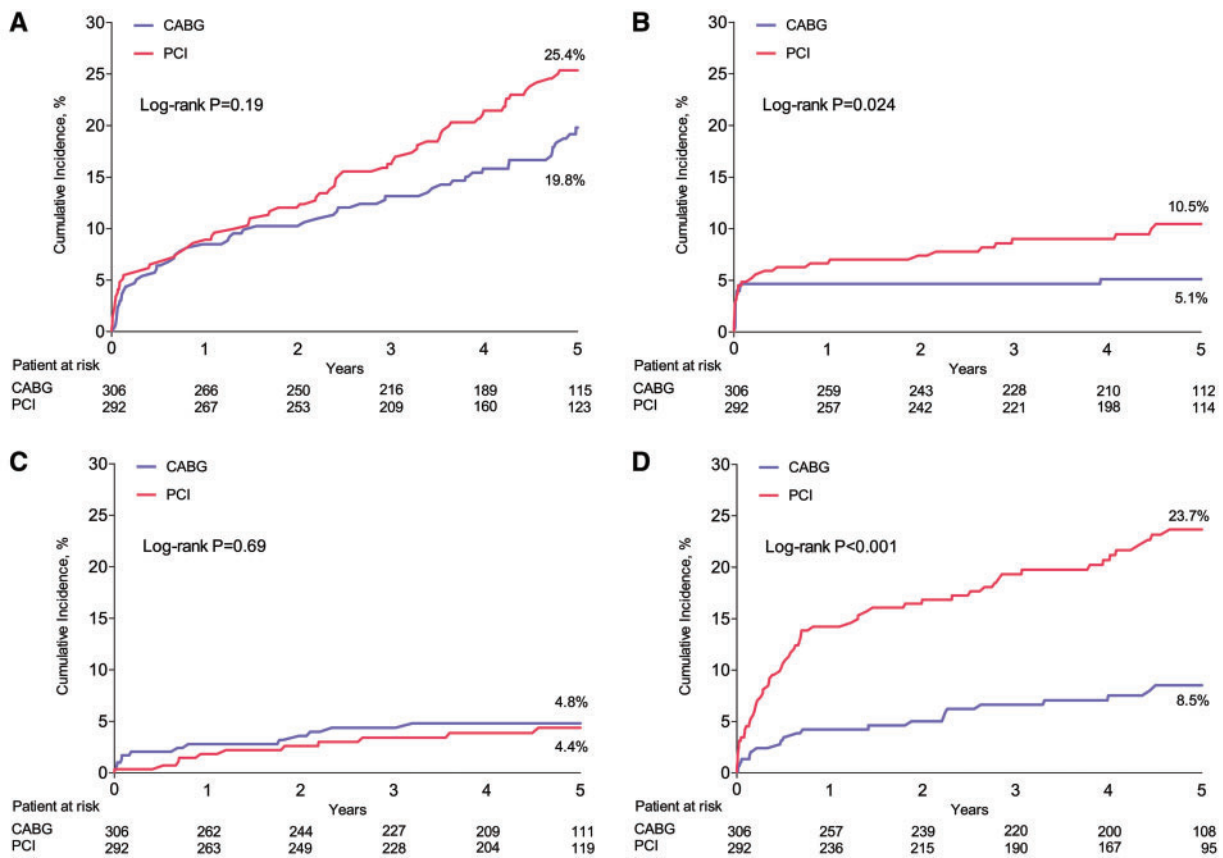 A
CABG
PCI
Log-rank P=0.19
25.4%
19.8%
Cumulative Incidence, %
30
25
20
15
10
5
0
0 1 2 3 4 5
Years
Patient at risk
CABG 306 266 250 216 189 115
PCI 292 267 253 209 160 123
B
CABG
PCI
Log-rank P=0.024
10.5%
5.1%
Cumulative Incidence, %
30
25
20
15
10
5
0
0 1 2 3 4 5
Years
Patient at risk
CABG 306 259 243 228 210 112
PCI 292 257 242 221 198 114
C
CABG
PCI
Log-rank P=0.69
4.8%
4.4%
Cumulative Incidence, %
30
25
20
15
10
5
0
0 1 2 3 4 5
Years
Patient at risk
CABG 306 262 244 227 209 111
PCI 292 263 249 228 204 119
D
CABG
PCI
Log-rank P<0.001
23.7%
8.5%
Cumulative Incidence, %
30
25
20
15
10
5
0
0 1 2 3 4 5
Years
Patient at risk
CABG 306 257 239 220 200 108
PCI 292 236 215 190 167 95